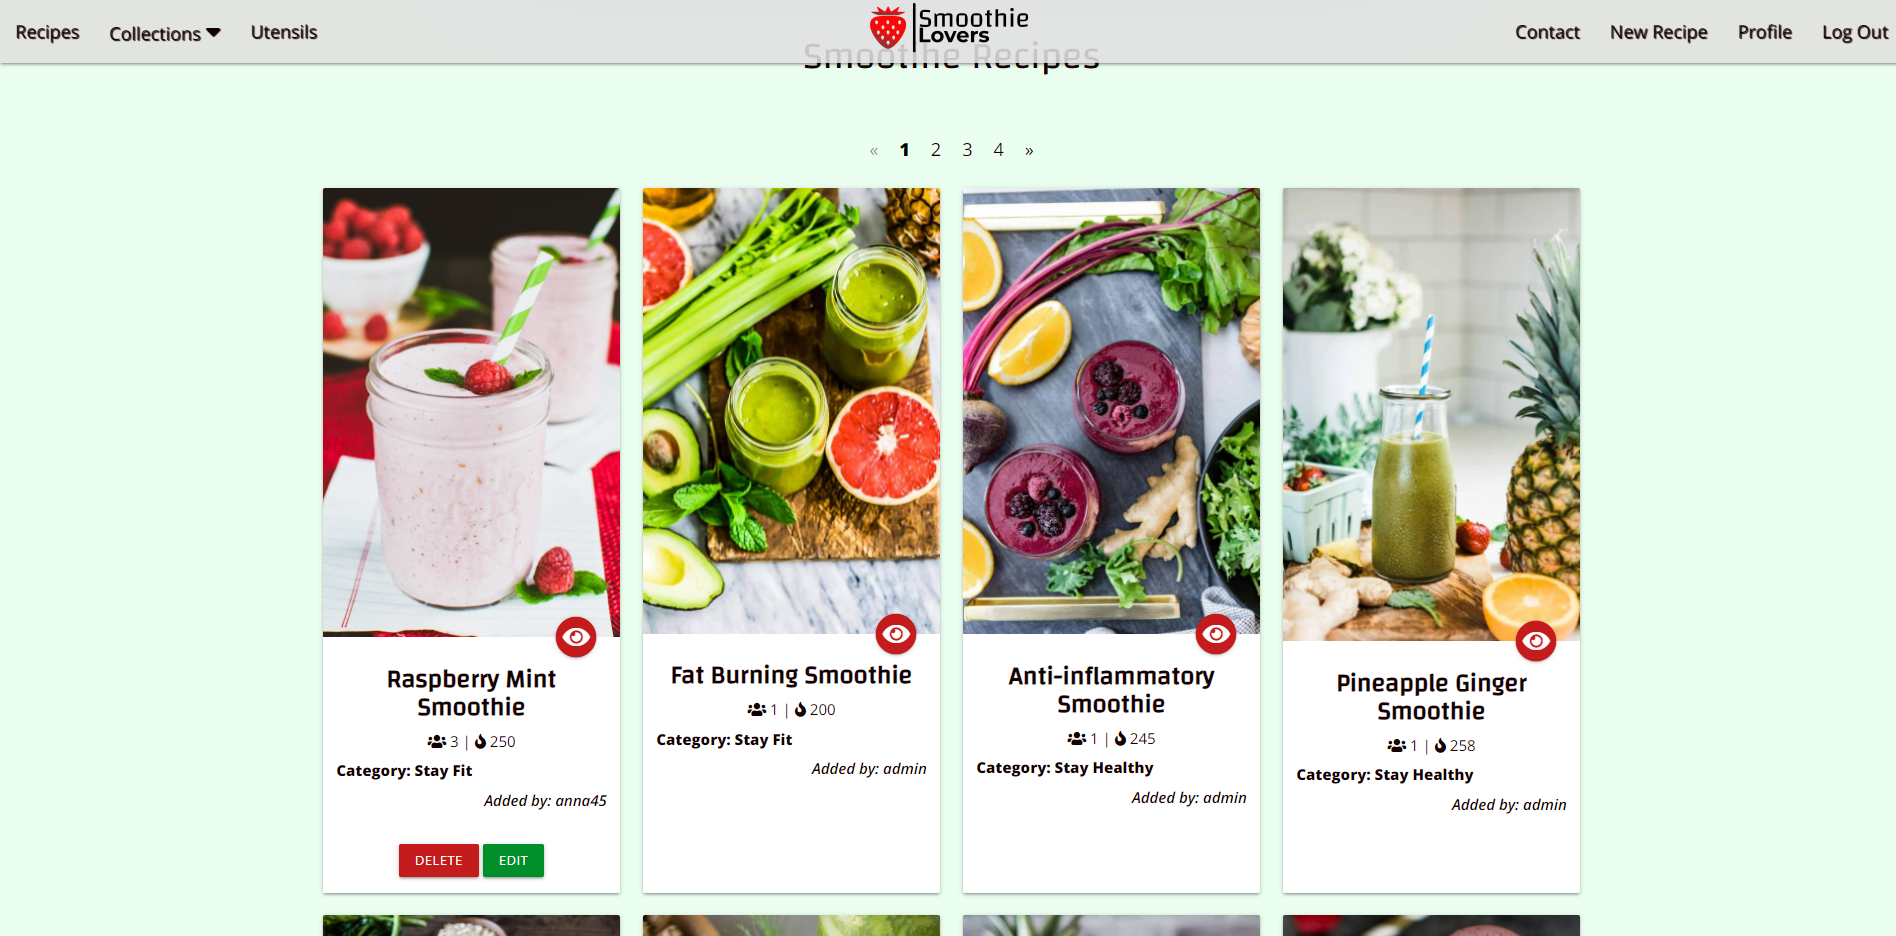 Recipes
Collections
Utensils
Smoothie
Lovers
Contact
New Recipe
Profile
Log Out
Smoothie Recipes
« 1 2 3 4 »
Raspberry Mint
Smoothie
3 | 250
Category: Stay Fit
Added by: anna45
DELETE
EDIT
Fat Burning Smoothie
1 | 200
Category: Stay Fit
Added by: admin
Anti-inflammatory
Smoothie
1 | 245
Category: Stay Healthy
Added by: admin
Pineapple Ginger
Smoothie
1 | 258
Category: Stay Healthy
Added by: admin